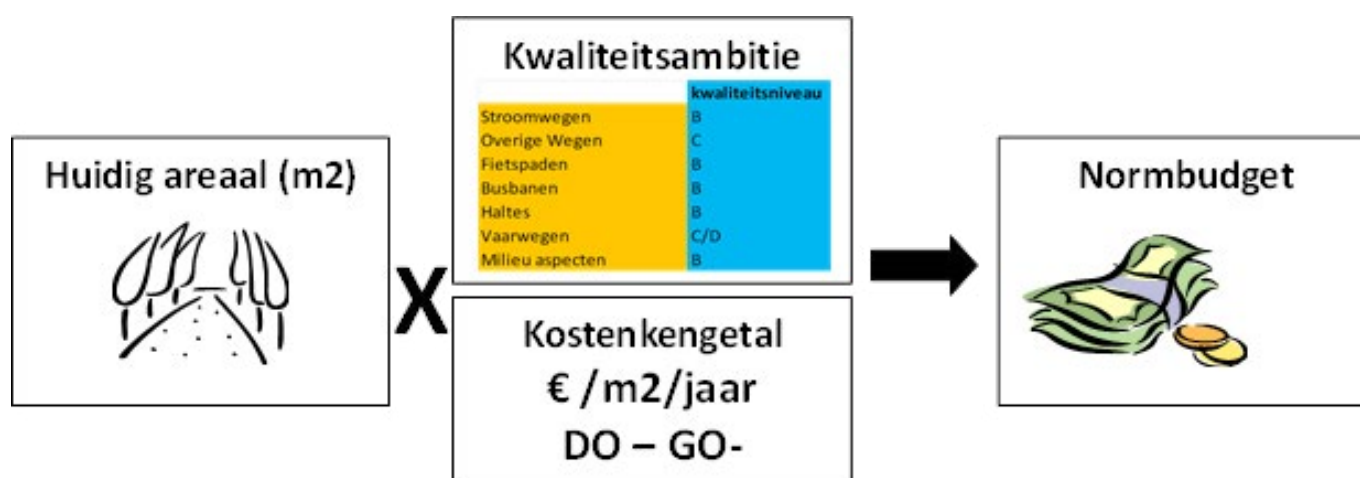 Huidig areaal (m2)
X
Kwaliteitsambitie
kwaliteitsniveau
Stroomwegen B
Overige Wegen C
Fietspaden B
Busbanen B
Haltes B
Vaarwegen C/D
Milieu aspecten B
Kostenkengetal
€ /m2/jaar
DO – GO-
Normbudget